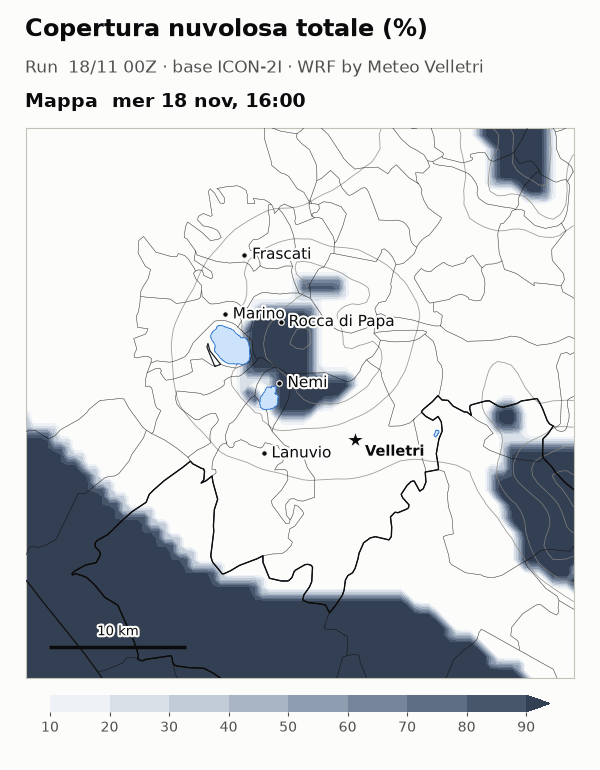 Copertura nuvolosa totale (%)
Run 18/11 00Z · base ICON-2I · WRF by Meteo Velletri
Mappa mer 18 nov, 16:00
Frascati
Marino
Rocca di Papa
Nemi
Velletri
Lanuvio
10 km
10 20 30 40 50 60 70 80 90